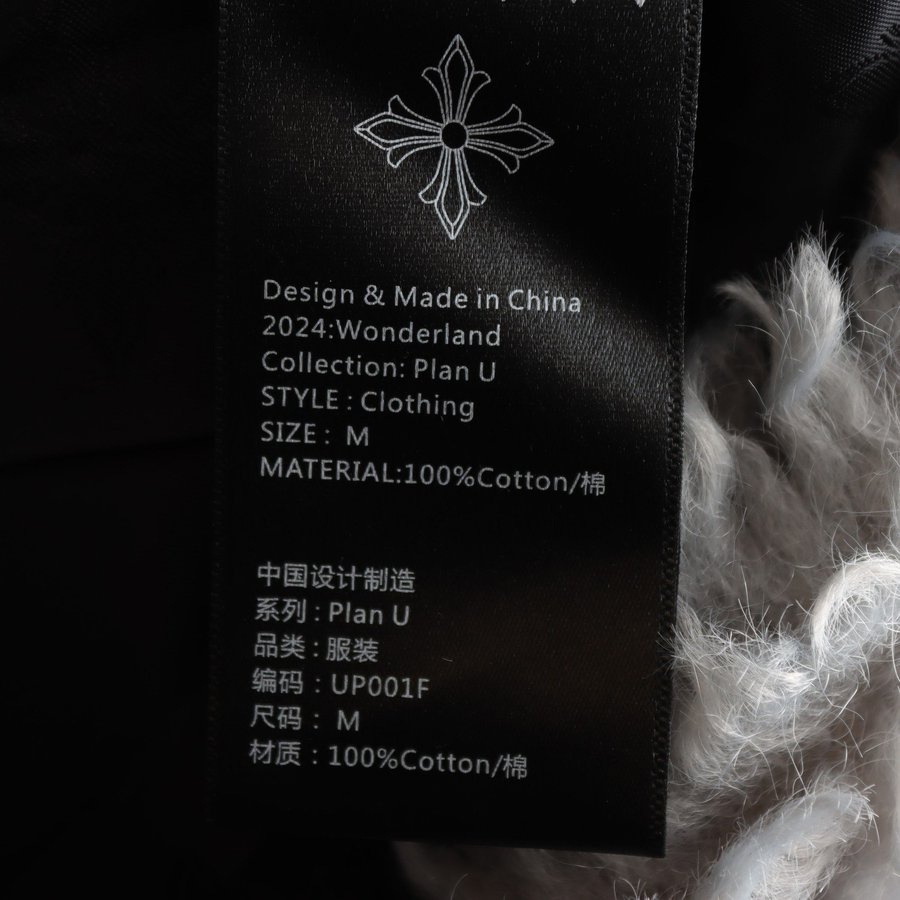 Design & Made in China
2024:Wonderland
Collection: Plan U
STYLE : Clothing
SIZE : M
MATERIAL:100%Cotton/棉
中国设计制造
系列 : Plan U
品类 : 服装
编码 : UP001F
尺码 : M
材质 : 100%Cotton/棉